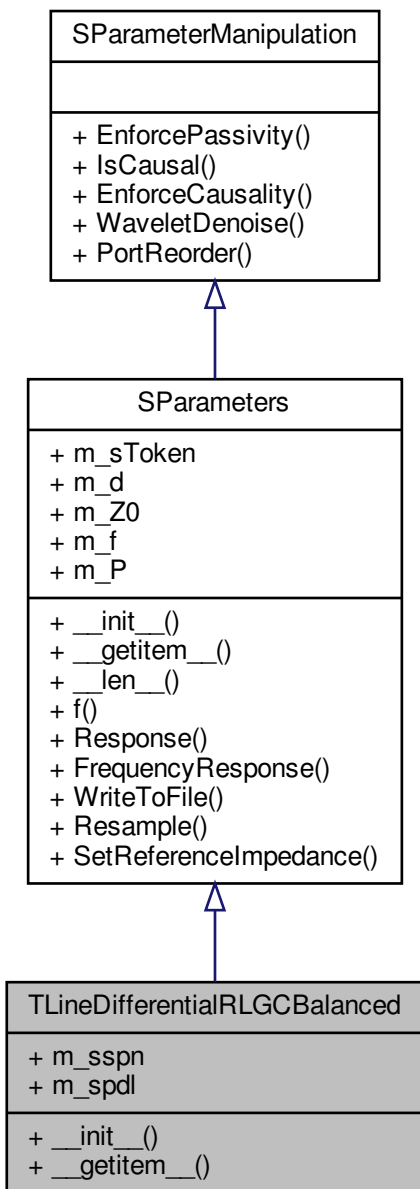 SParameterManipulation
+ EnforcePassivity()
+ IsCausal()
+ EnforceCausality()
+ WaveletDenoise()
+ PortReorder()
SParameters
+ m_sToken
+ m_d
+ m_Z0
+ m_f
+ m_P
+ __init__()
+ __getitem__()
+ __len__()
+ f()
+ Response()
+ FrequencyResponse()
+ WriteToFile()
+ Resample()
+ SetReferenceImpedance()
TLineDifferentialRLGCBalanced
+ m_sspn
+ m_spdl
+ __init__()
+ __getitem__()